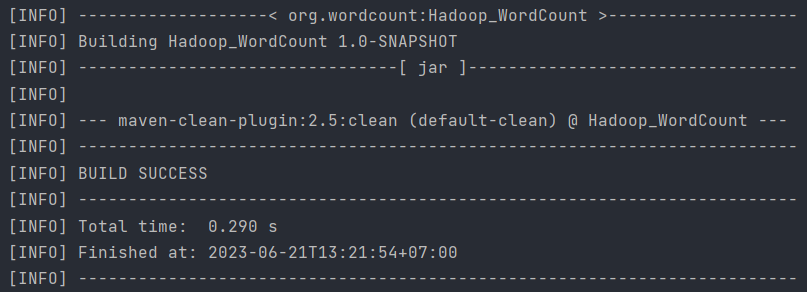 [INFO] -------------------< org.wordcount:Hadoop_WordCount >-------------------
[INFO] Building Hadoop_WordCount 1.0-SNAPSHOT
[INFO] --------------------------------[ jar ]---------------------------------
[INFO]
[INFO] --- maven-clean-plugin:2.5:clean (default-clean) @ Hadoop_WordCount ---
[INFO] ------------------------------------------------------------------------
[INFO] BUILD SUCCESS
[INFO] ------------------------------------------------------------------------
[INFO] Total time:  0.290 s
[INFO] Finished at: 2023-06-21T13:21:54+07:00
[INFO] ------------------------------------------------------------------------